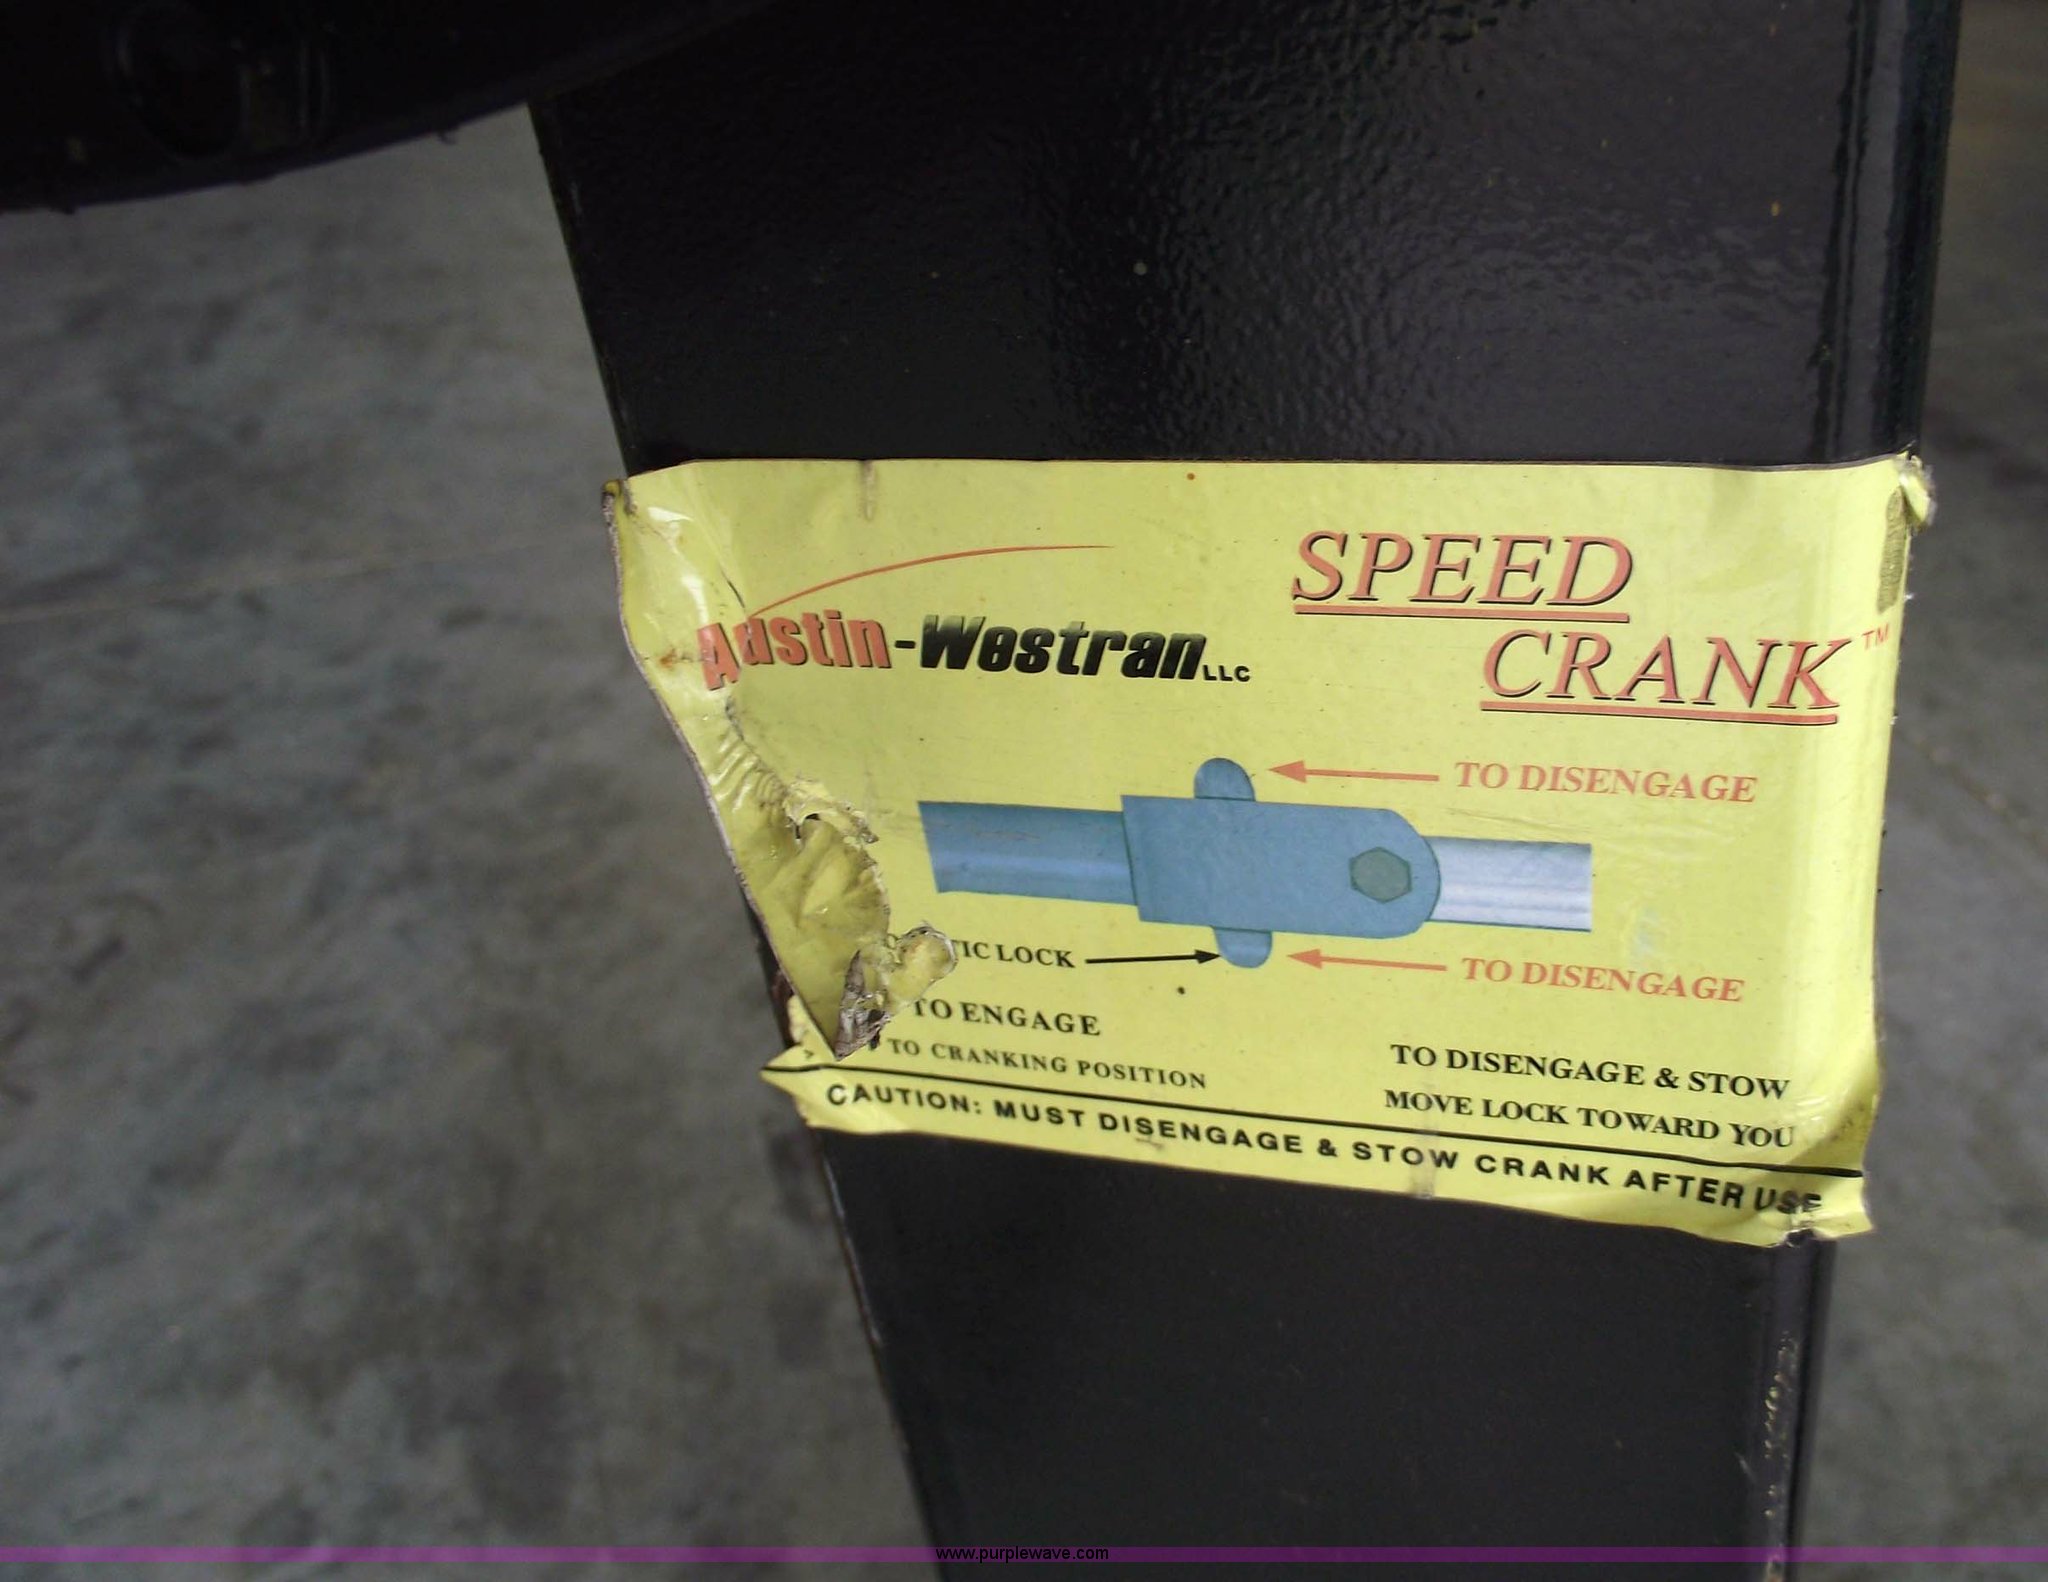 Austin-Westran LLC
SPEED
CRANK™
TO DISENGAGE
TIC LOCK
TO DISENGAGE
TO ENGAGE
TO CRANKING POSITION
TO DISENGAGE & STOW
MOVE LOCK TOWARD YOU
CAUTION: MUST DISENGAGE & STOW CRANK AFTER USE
www.purplewave.com